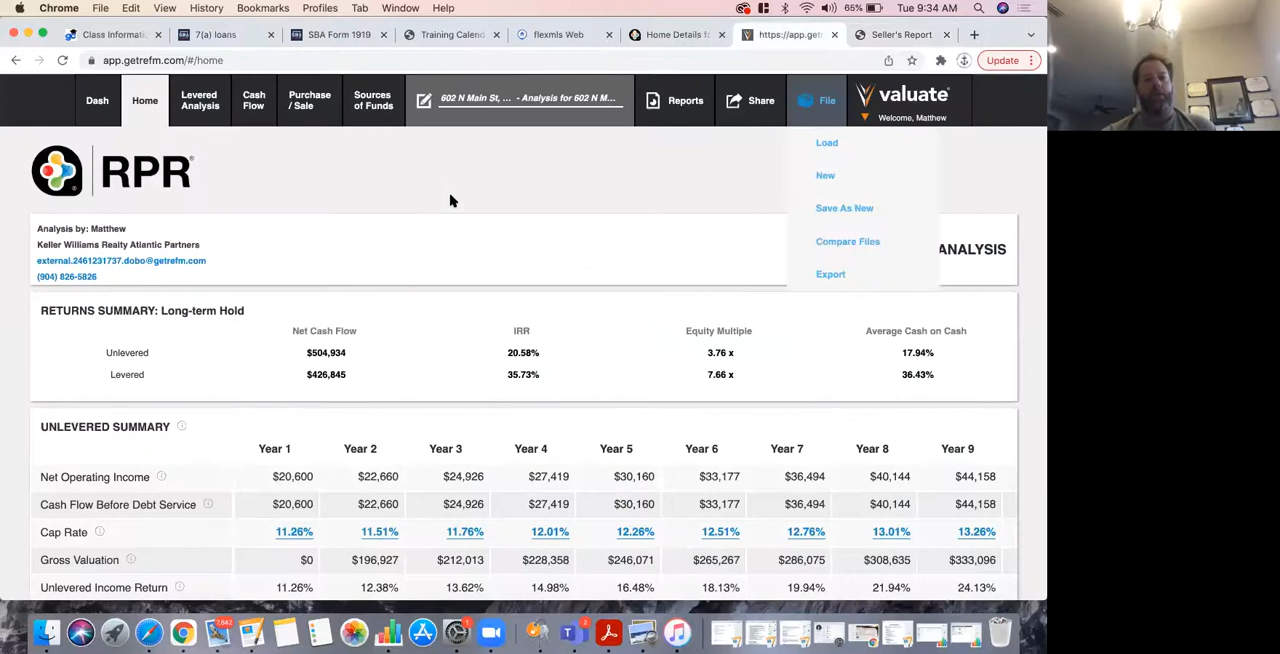 Chrome File Edit View History Bookmarks Profiles Tab Window Help 65% Tue 9:34 AM
Class Informati 7(a) loans SBA Form 1919 Training Calend flexmls Web Home Details fo https://app.getr Seller's Report
app.getrefm.com/#/home Update
Dash Home Levered Analysis Cash Flow Purchase / Sale Sources of Funds 602 N Main St, ... - Analysis for 602 N M... Reports Share File valuate
Welcome, Matthew
Load
New
Save As New
Compare Files
Export
RPR
Analysis by: Matthew
Keller Williams Realty Atlantic Partners
external.2461231737.dobo@getrefm.com
(904) 826-5826
ANALYSIS
RETURNS SUMMARY: Long-term Hold
Net Cash Flow IRR Equity Multiple Average Cash on Cash
Unlevered $504,934 20.58% 3.76 x 17.94%
Levered $426,845 35.73% 7.66 x 36.43%
UNLEVERED SUMMARY
Year 1 Year 2 Year 3 Year 4 Year 5 Year 6 Year 7 Year 8 Year 9
Net Operating Income $20,600 $22,660 $24,926 $27,419 $30,160 $33,177 $36,494 $40,144 $44,158
Cash Flow Before Debt Service $20,600 $22,660 $24,926 $27,419 $30,160 $33,177 $36,494 $40,144 $44,158
Cap Rate 11.26% 11.51% 11.76% 12.01% 12.26% 12.51% 12.76% 13.01% 13.26%
Gross Valuation $0 $196,927 $212,013 $228,358 $246,071 $265,267 $286,075 $308,635 $333,096
Unlevered Income Return 11.26% 12.38% 13.62% 14.98% 16.48% 18.13% 19.94% 21.94% 24.13%
7,842 1 2